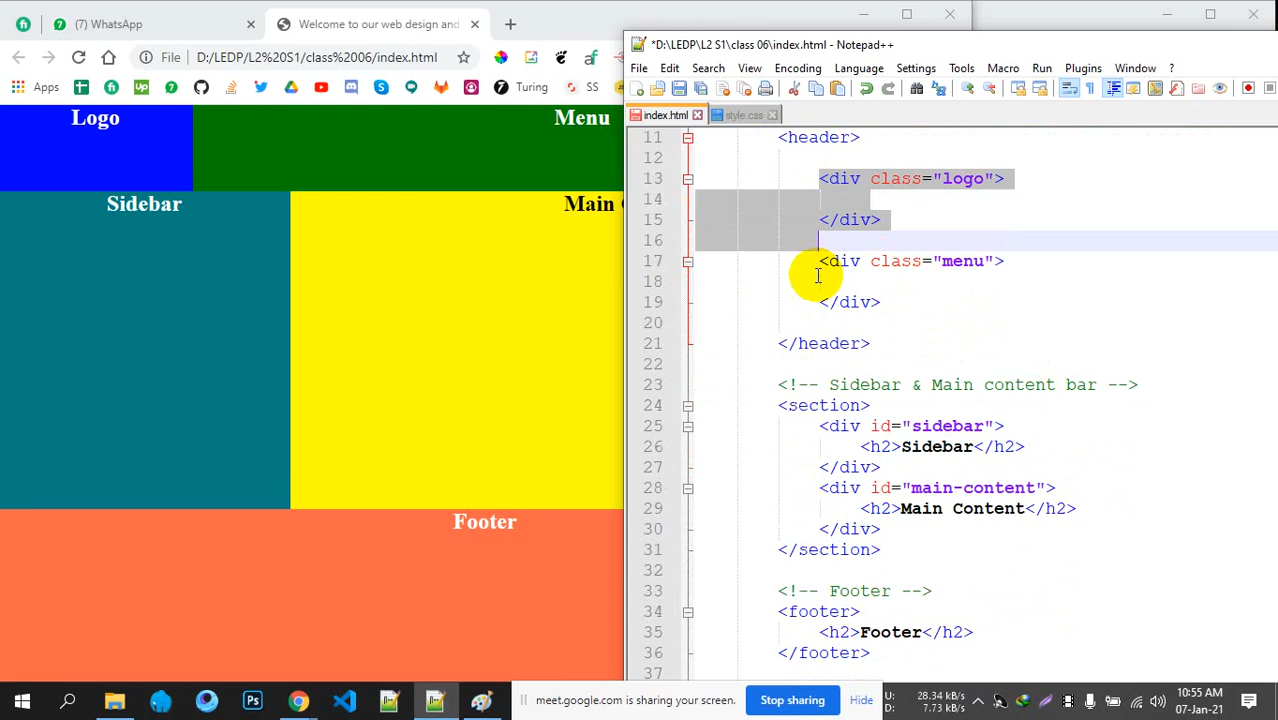 (7) WhatsApp
Welcome to our web design and
File D:/LEDP/L2%20S1/class%2006/index.html
Apps
Turing
SS
Logo
Menu
Sidebar
Main
Footer
*D:\LEDP\L2 S1\class 06\index.html - Notepad++
File Edit Search View Encoding Language Settings Tools Macro Run Plugins Window ?
index.html style.css
11 <header>
12
13 <div class="logo">
14
15 </div>
16
17 <div class="menu">
18
19 </div>
20
21 </header>
22
23 <!-- Sidebar & Main content bar -->
24 <section>
25 <div id="sidebar">
26 <h2>Sidebar</h2>
27 </div>
28 <div id="main-content">
29 <h2>Main Content</h2>
30 </div>
31 </section>
32
33 <!-- Footer -->
34 <footer>
35 <h2>Footer</h2>
36 </footer>
37
meet.google.com is sharing your screen. Stop sharing Hide
U: 28.34 kB/s
D: 7.73 kB/s
10:55 AM
07-Jan-21